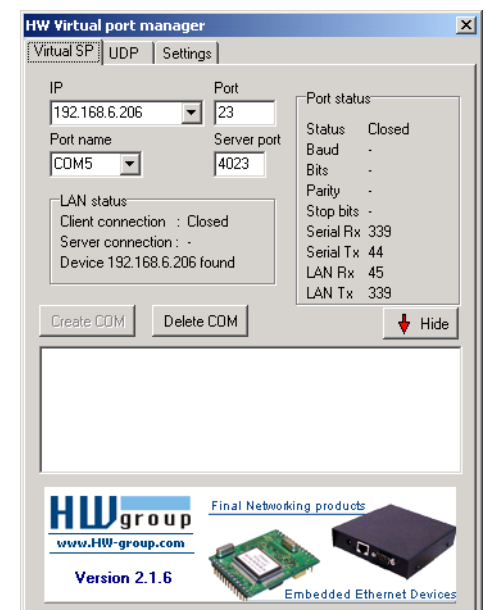 HW Virtual port manager
Virtual SP UDP Settings
IP Port
192.168.6.206 23
Port name Server port
COM5 4023
LAN status
Client connection : Closed
Server connection : -
Device 192.168.6.206 found
Port status
Status Closed
Baud -
Bits -
Parity -
Stop bits -
Serial Rx 339
Serial Tx 44
LAN Rx 45
LAN Tx 339
Create COM Delete COM Hide
HW group
www.HW-group.com
Version 2.1.6
Final Networking products
Embedded Ethernet Devices